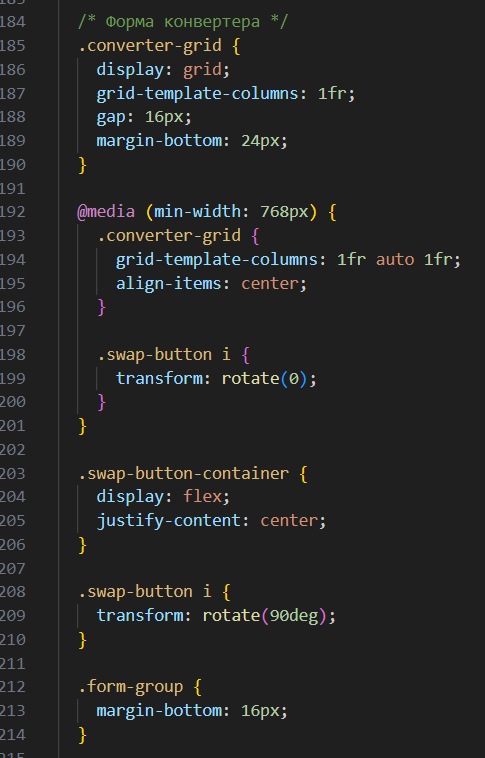 184 /* Форма конвертера */
185 .converter-grid {
186 display: grid;
187 grid-template-columns: 1fr;
188 gap: 16px;
189 margin-bottom: 24px;
190 }
191
192 @media (min-width: 768px) {
193 .converter-grid {
194 grid-template-columns: 1fr auto 1fr;
195 align-items: center;
196 }
197
198 .swap-button i {
199 transform: rotate(0);
200 }
201 }
202
203 .swap-button-container {
204 display: flex;
205 justify-content: center;
206 }
207
208 .swap-button i {
209 transform: rotate(90deg);
210 }
211
212 .form-group {
213 margin-bottom: 16px;
214 }